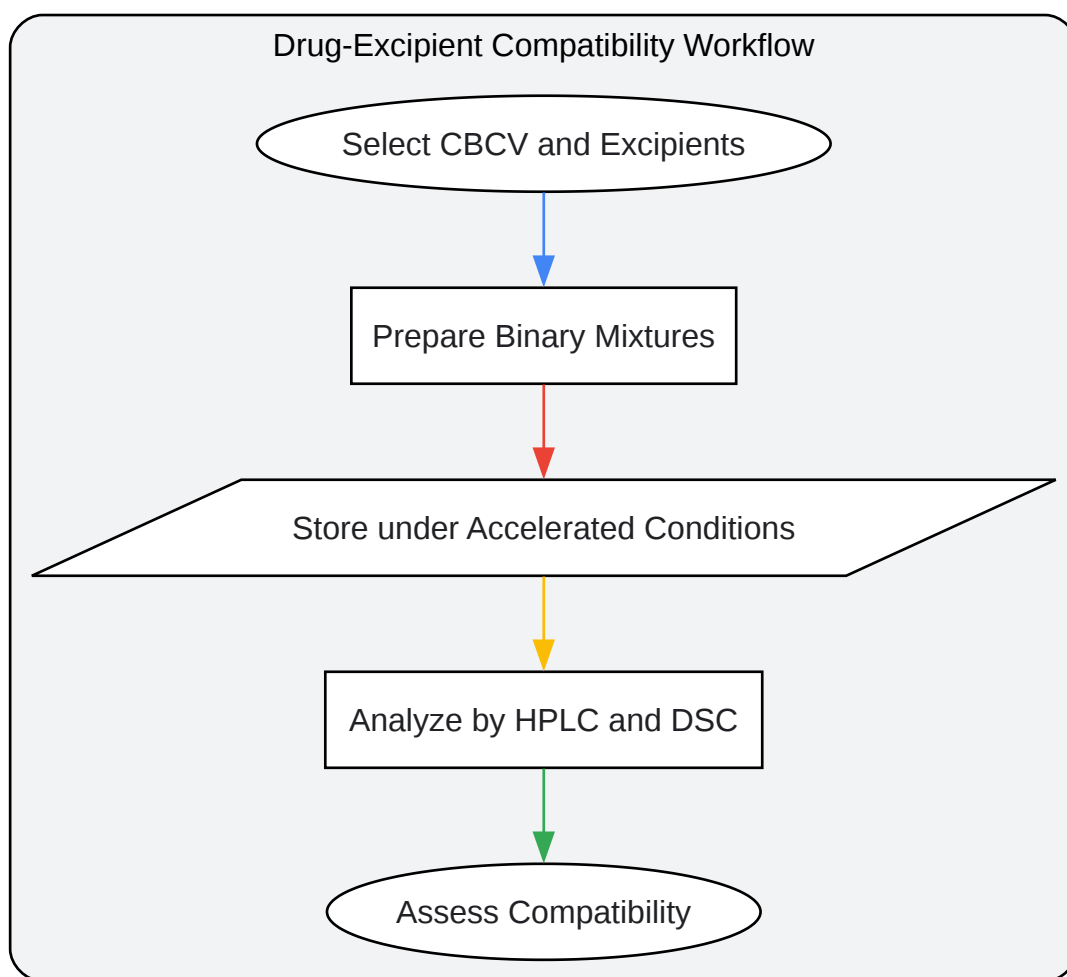 Drug-Excipient Compatibility Workflow
Select CBCV and Excipients
Prepare Binary Mixtures
Store under Accelerated Conditions
Analyze by HPLC and DSC
Assess Compatibility